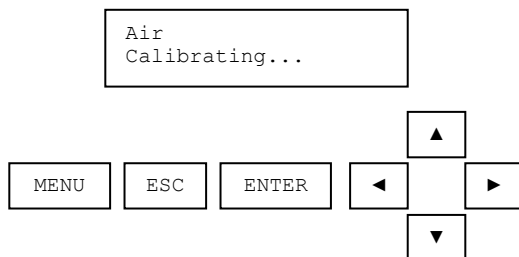 Air
Calibrating...
▲
MENU ESC ENTER ◄ ►
▼